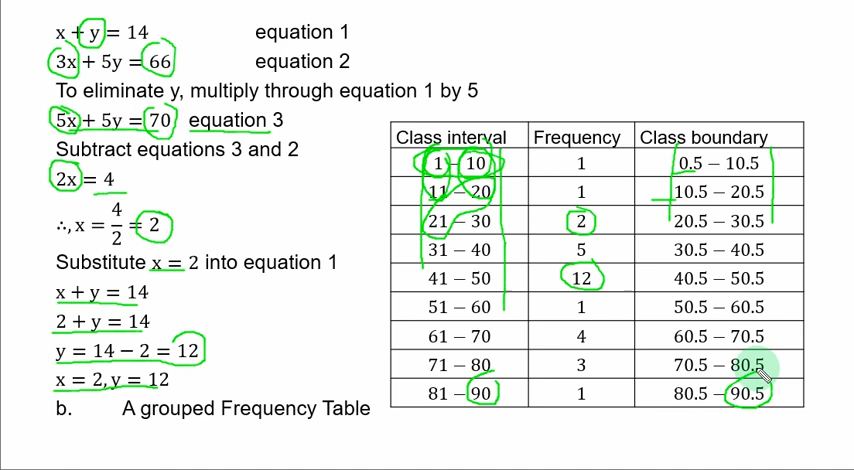 x + y = 14 equation 1
3x + 5y = 66 equation 2
To eliminate y, multiply through equation 1 by 5
5x + 5y = 70 equation 3
Subtract equations 3 and 2
2x = 4
∴, x = 4/2 = 2
Substitute x = 2 into equation 1
x + y = 14
2 + y = 14
y = 14 − 2 = 12
x = 2, y = 12
b. A grouped Frequency Table
Class interval Frequency Class boundary
1 − 10 1 0.5 − 10.5
11 − 20 1 10.5 − 20.5
21 − 30 2 20.5 − 30.5
31 − 40 5 30.5 − 40.5
41 − 50 12 40.5 − 50.5
51 − 60 1 50.5 − 60.5
61 − 70 4 60.5 − 70.5
71 − 80 3 70.5 − 80.5
81 − 90 1 80.5 − 90.5